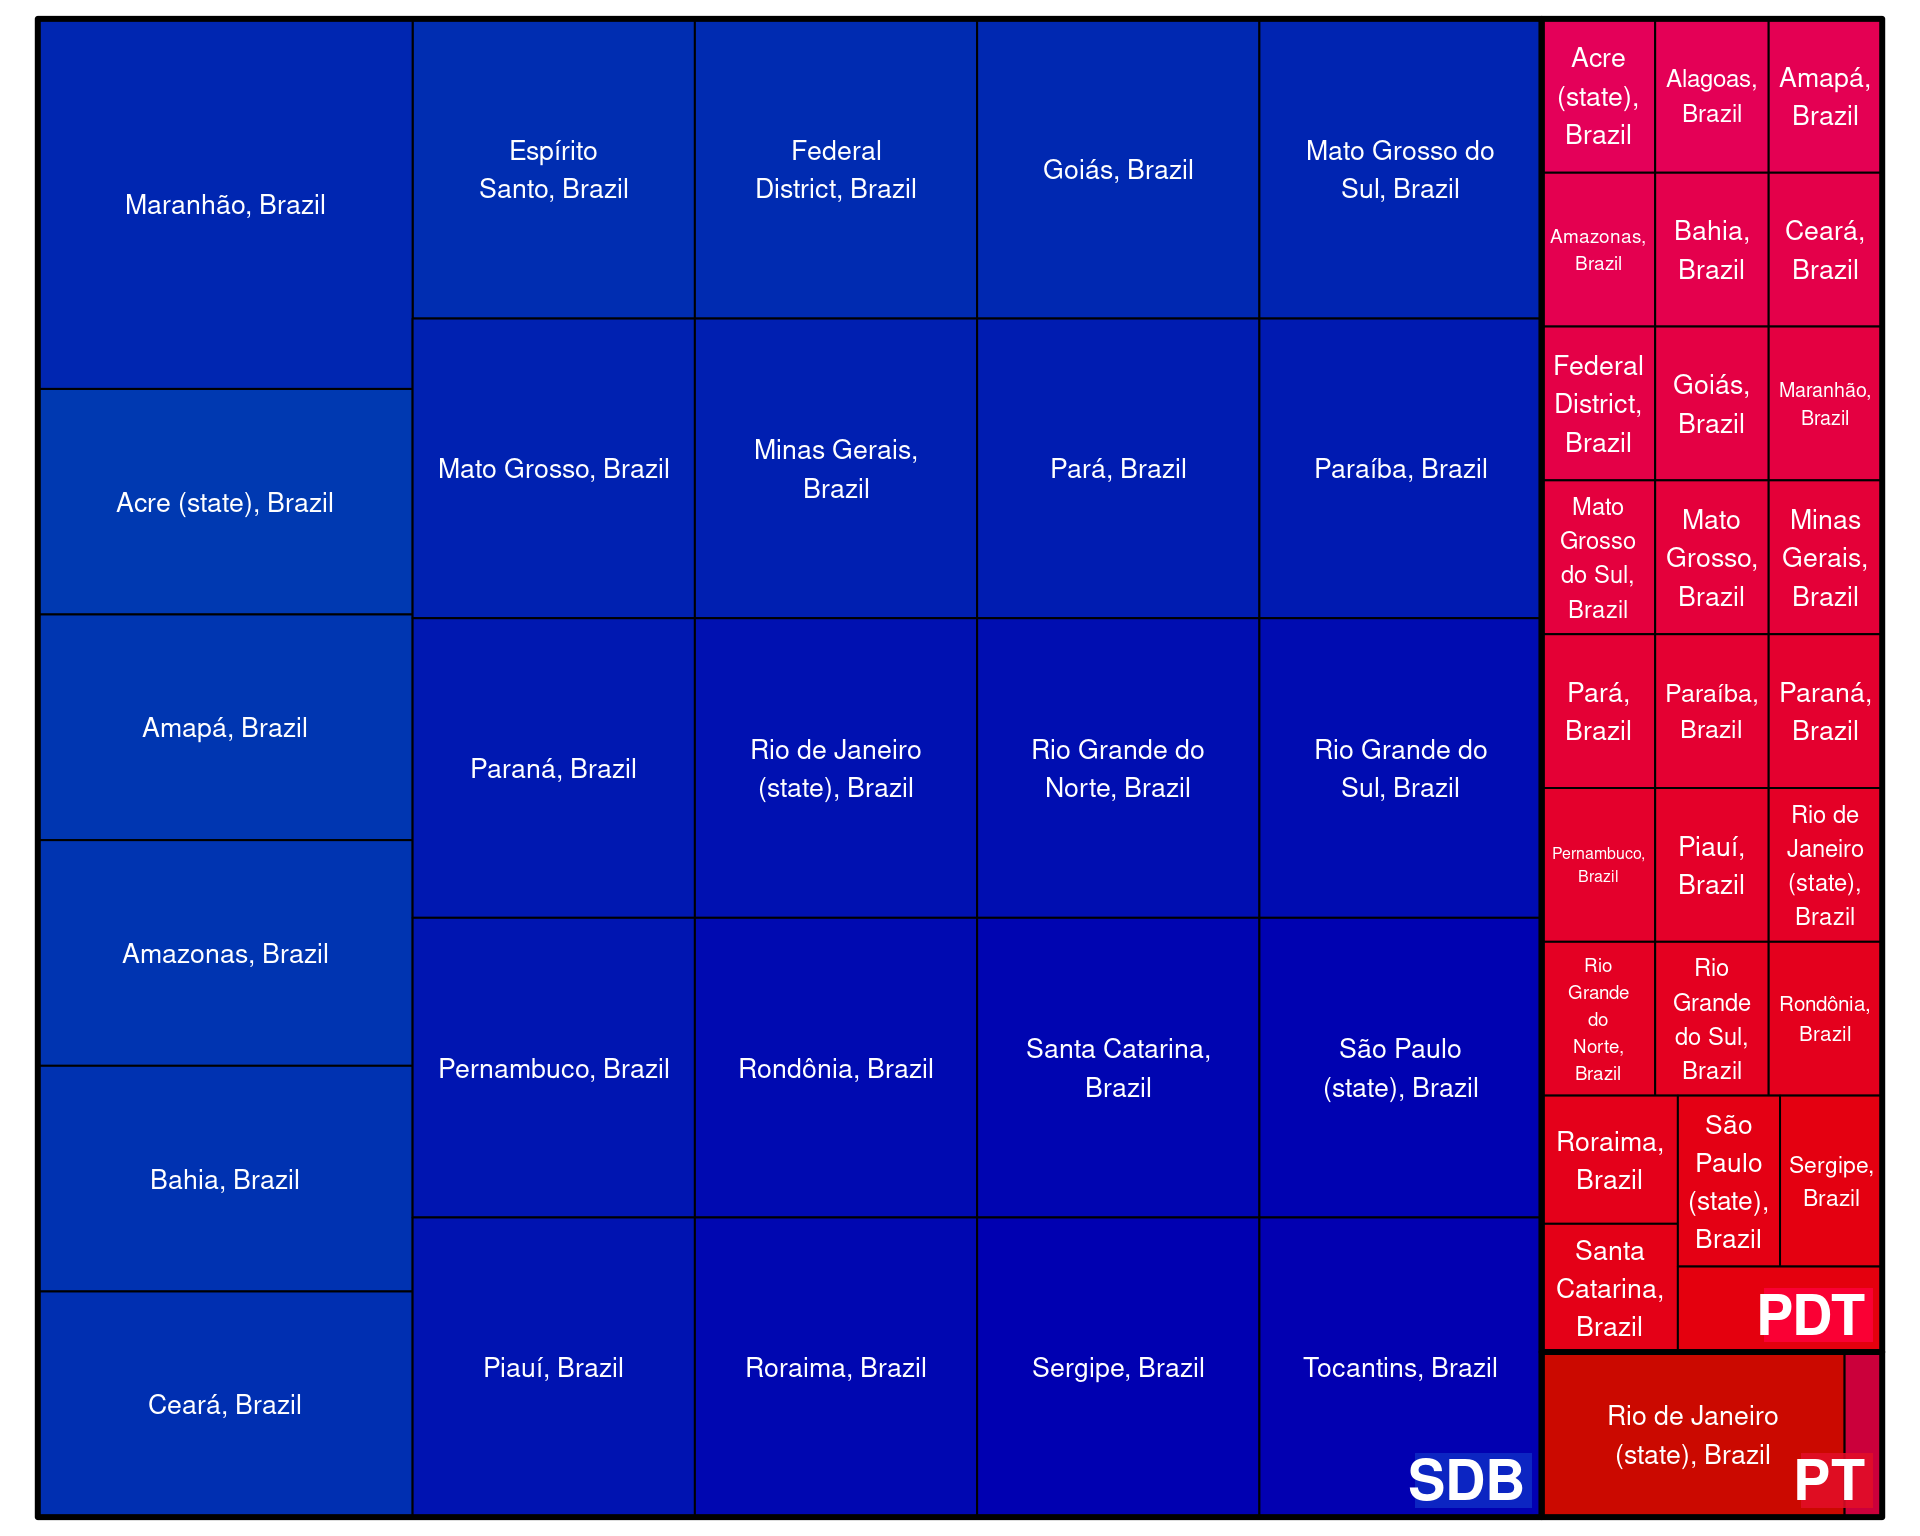 Maranhão, Brazil
Acre (state), Brazil
Amapá, Brazil
Amazonas, Brazil
Bahia, Brazil
Ceará, Brazil
Espírito
Santo, Brazil
Federal
District, Brazil
Goiás, Brazil
Mato Grosso do
Sul, Brazil
Mato Grosso, Brazil
Minas Gerais,
Brazil
Pará, Brazil
Paraíba, Brazil
Paraná, Brazil
Rio de Janeiro
(state), Brazil
Rio Grande do
Norte, Brazil
Rio Grande do
Sul, Brazil
Pernambuco, Brazil
Rondônia, Brazil
Santa Catarina,
Brazil
São Paulo
(state), Brazil
Piauí, Brazil
Roraima, Brazil
Sergipe, Brazil
Tocantins, Brazil
SDB
Acre
(state),
Brazil
Alagoas,
Brazil
Amapá,
Brazil
Amazonas,
Brazil
Bahia,
Brazil
Ceará,
Brazil
Federal
District,
Brazil
Goiás,
Brazil
Maranhão,
Brazil
Mato
Grosso
do Sul,
Brazil
Mato
Grosso,
Brazil
Minas
Gerais,
Brazil
Pará,
Brazil
Paraíba,
Brazil
Paraná,
Brazil
Pernambuco,
Brazil
Piauí,
Brazil
Rio de
Janeiro
(state),
Brazil
Rio
Grande
do
Norte,
Brazil
Rio
Grande
do Sul,
Brazil
Rondônia,
Brazil
Roraima,
Brazil
Santa
Catarina,
Brazil
São
Paulo
(state),
Brazil
Sergipe,
Brazil
PDT
Rio de Janeiro
(state), Brazil
PT